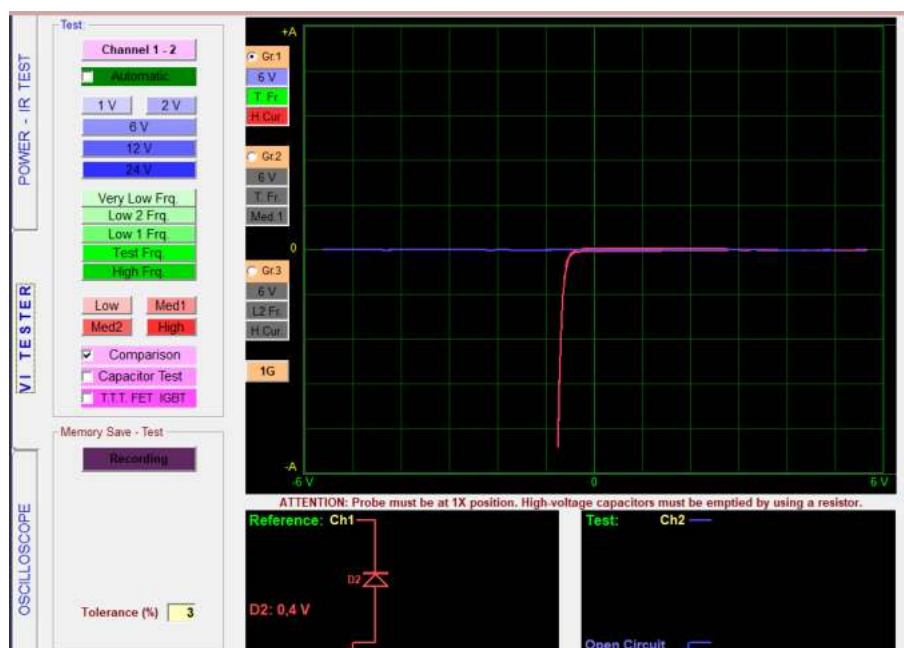 POWER - IR TEST
VI TESTER
OSCILLOSCOPE
Test:
Channel 1 - 2
Automatic
1 V
2 V
6 V
12 V
24 V
Very Low Frq.
Low 2 Frq.
Low 1 Frq.
Test Frq.
High Frq.
Low
Med1
Med2
High
Comparison
Capacitor Test
T.T.T. FET IGBT
Memory Save - Test
Recording
Tolerance (%) 3
Gr.1
6 V
T. Fr.
H.Cur.
Gr.2
6 V
T. Fr.
Med.1
Gr.3
6 V
L2 Fr.
H.Cur.
1G
+A
0
-A
-6 V
0
6 V
ATTENTION: Probe must be at 1X position. High-voltage capacitors must be emptied by using a resistor.
Reference: Ch1
D2
D2: 0,4 V
Test: Ch2
Open Circuit